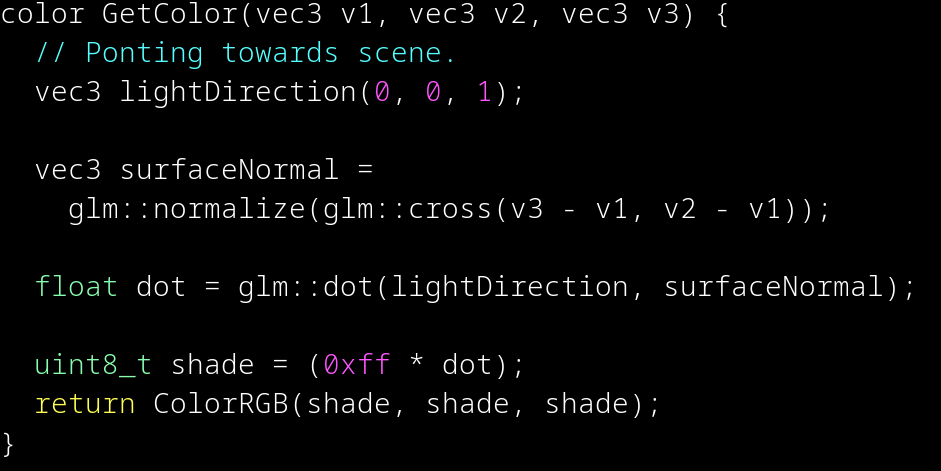 color GetColor(vec3 v1, vec3 v2, vec3 v3) {
  // Ponting towards scene.
  vec3 lightDirection(0, 0, 1);

  vec3 surfaceNormal =
    glm::normalize(glm::cross(v3 - v1, v2 - v1));

  float dot = glm::dot(lightDirection, surfaceNormal);

  uint8_t shade = (0xff * dot);
  return ColorRGB(shade, shade, shade);
}